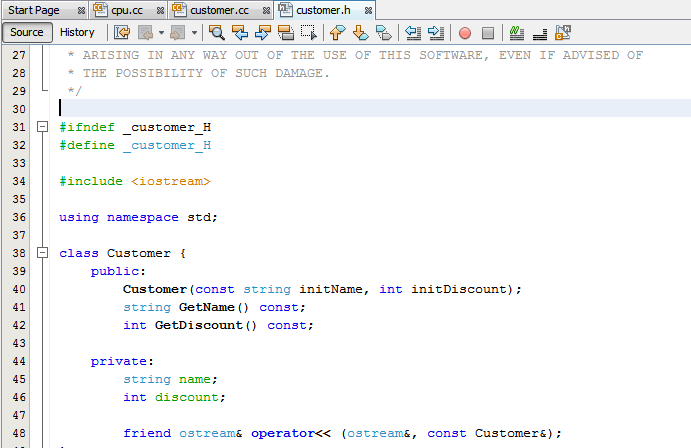 Start Page cpu.cc customer.cc customer.h
Source History
27 * ARISING IN ANY WAY OUT OF THE USE OF THIS SOFTWARE, EVEN IF ADVISED OF
28 * THE POSSIBILITY OF SUCH DAMAGE.
29 */
30
31 #ifndef _customer_H
32 #define _customer_H
33
34 #include <iostream>
35
36 using namespace std;
37
38 class Customer {
39 public:
40 Customer(const string initName, int initDiscount);
41 string GetName() const;
42 int GetDiscount() const;
43
44 private:
45 string name;
46 int discount;
47
48 friend ostream& operator<< (ostream&, const Customer&);